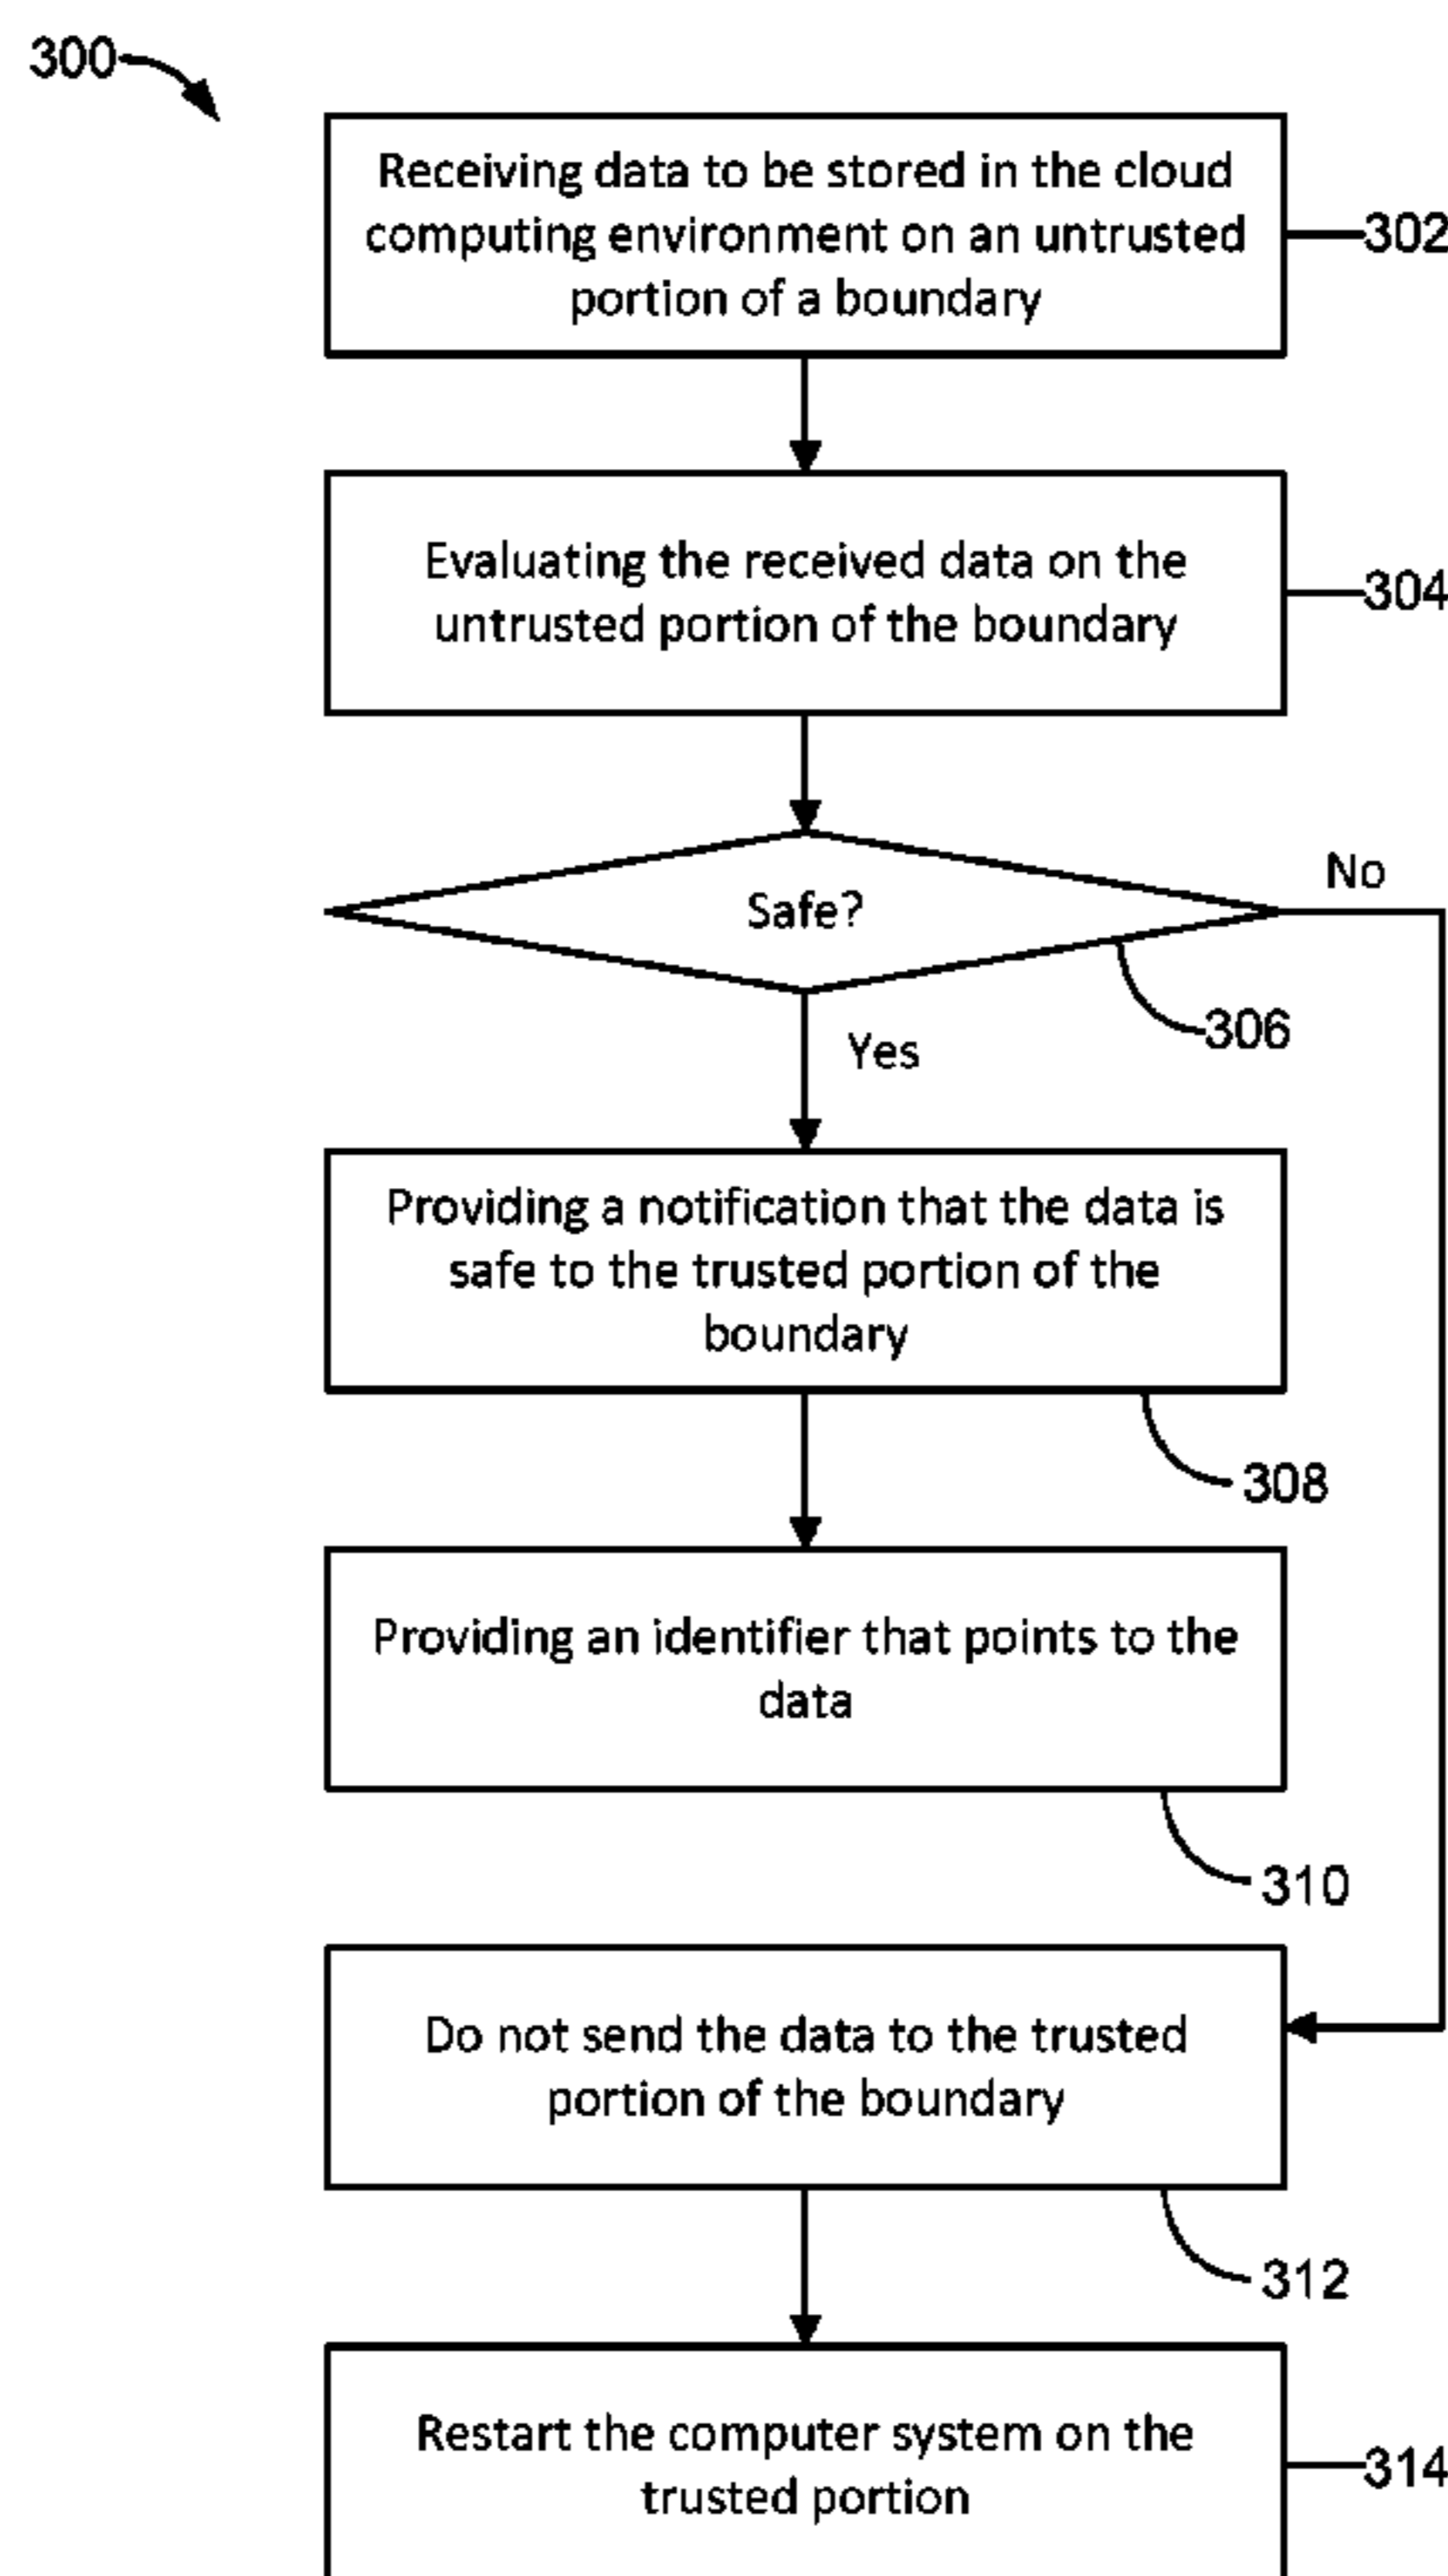 300
Receiving data to be stored in the cloud
computing environment on an untrusted
portion of a boundary
302
Evaluating the received data on the
untrusted portion of the boundary
304
Safe?
No
306
Yes
Providing a notification that the data is
safe to the trusted portion of the
boundary
308
Providing an identifier that points to the
data
310
Do not send the data to the trusted
portion of the boundary
312
Restart the computer system on the
trusted portion
314